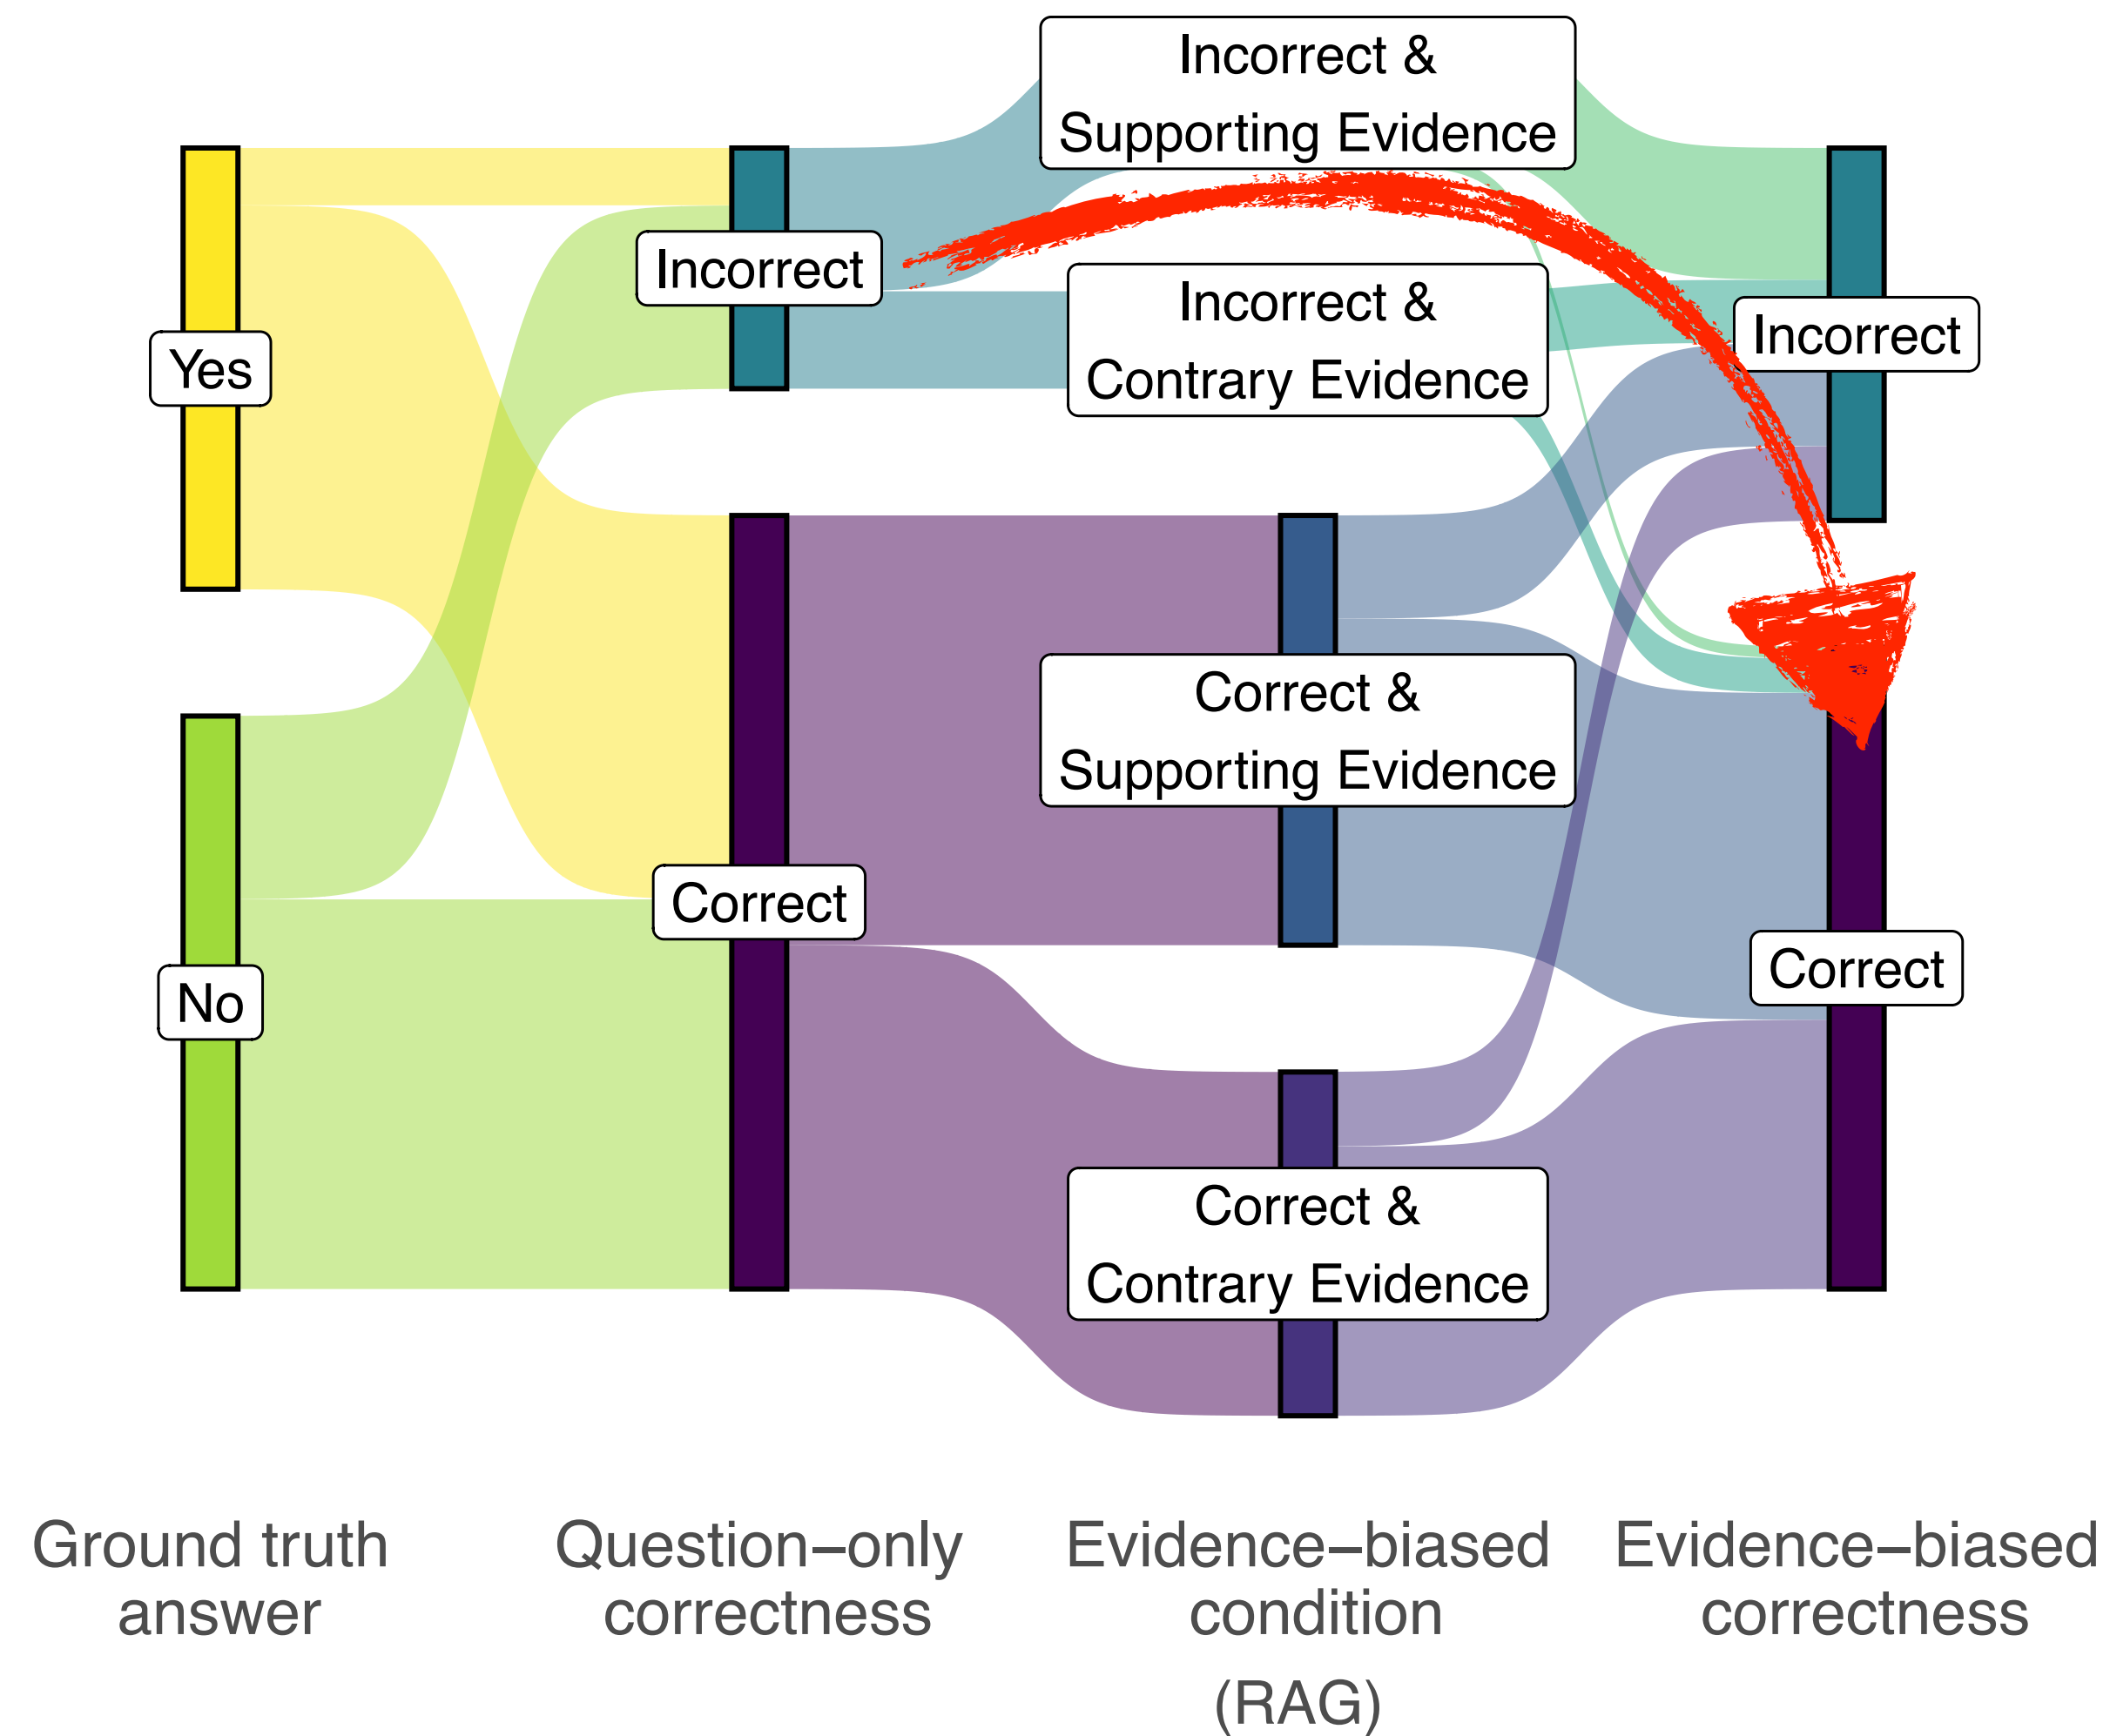 Yes
No
Incorrect
Correct
Incorrect &
Supporting Evidence
Incorrect &
Contrary Evidence
Correct &
Supporting Evidence
Correct &
Contrary Evidence
Incorrect
Correct
Ground truth
answer
Question−only
correctness
Evidence−biased
condition
(RAG)
Evidence−biased
correctness